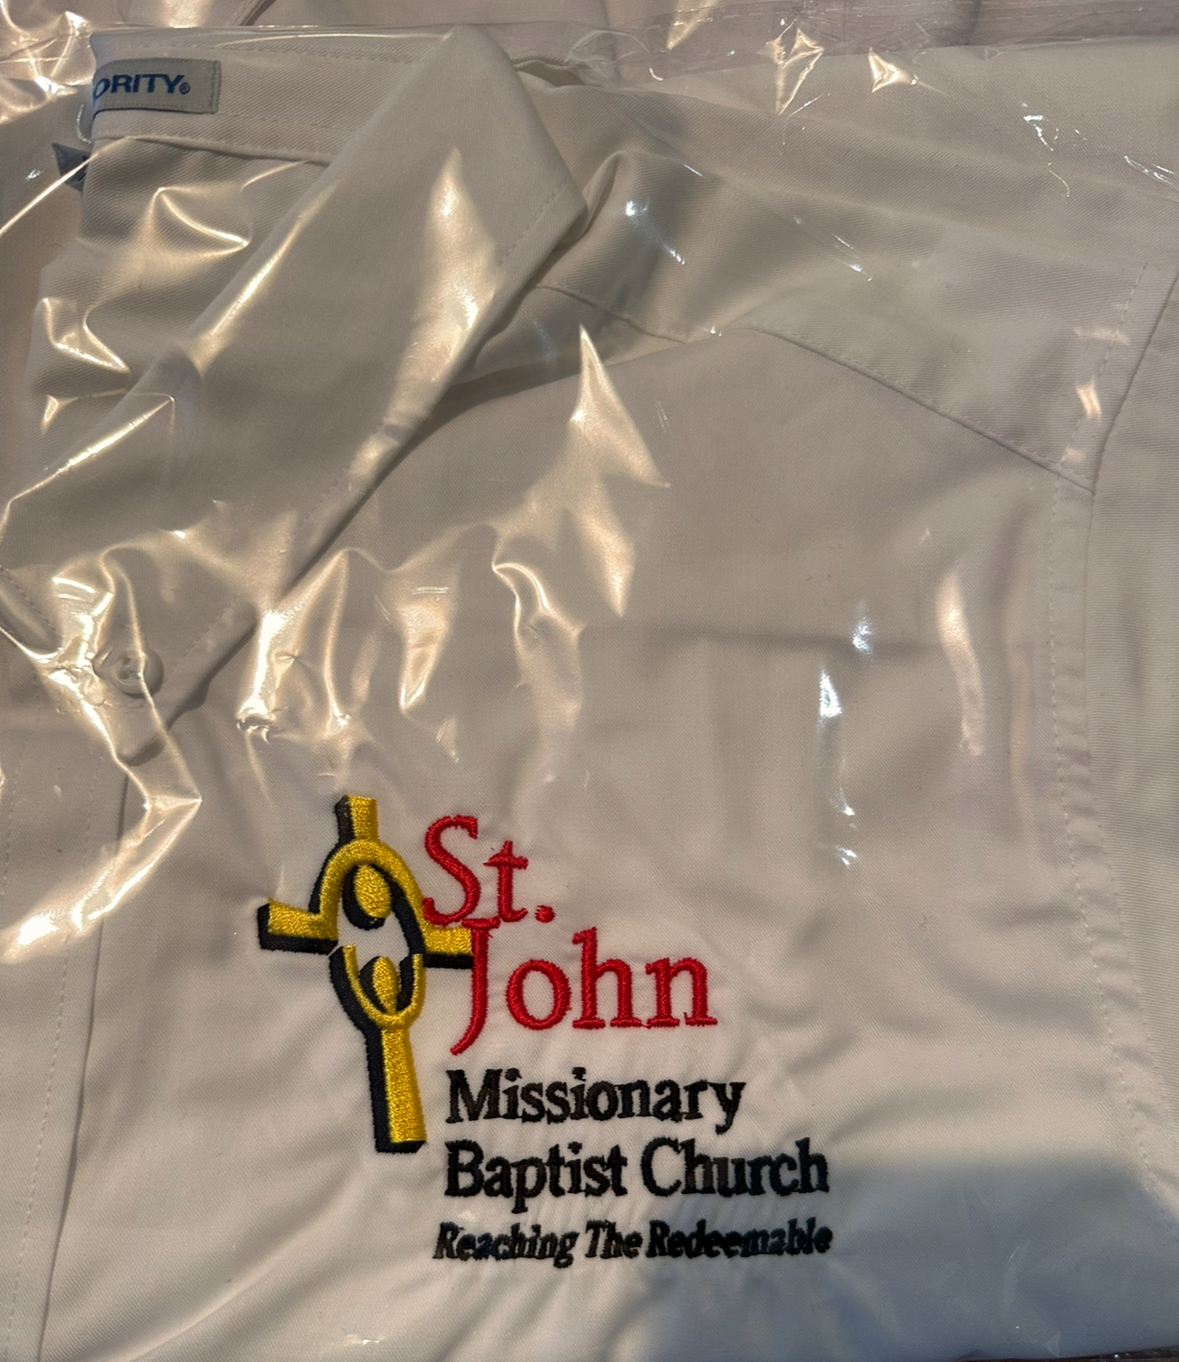 ORITY®
St.
John
Missionary
Baptist Church
Reaching The Redeemable